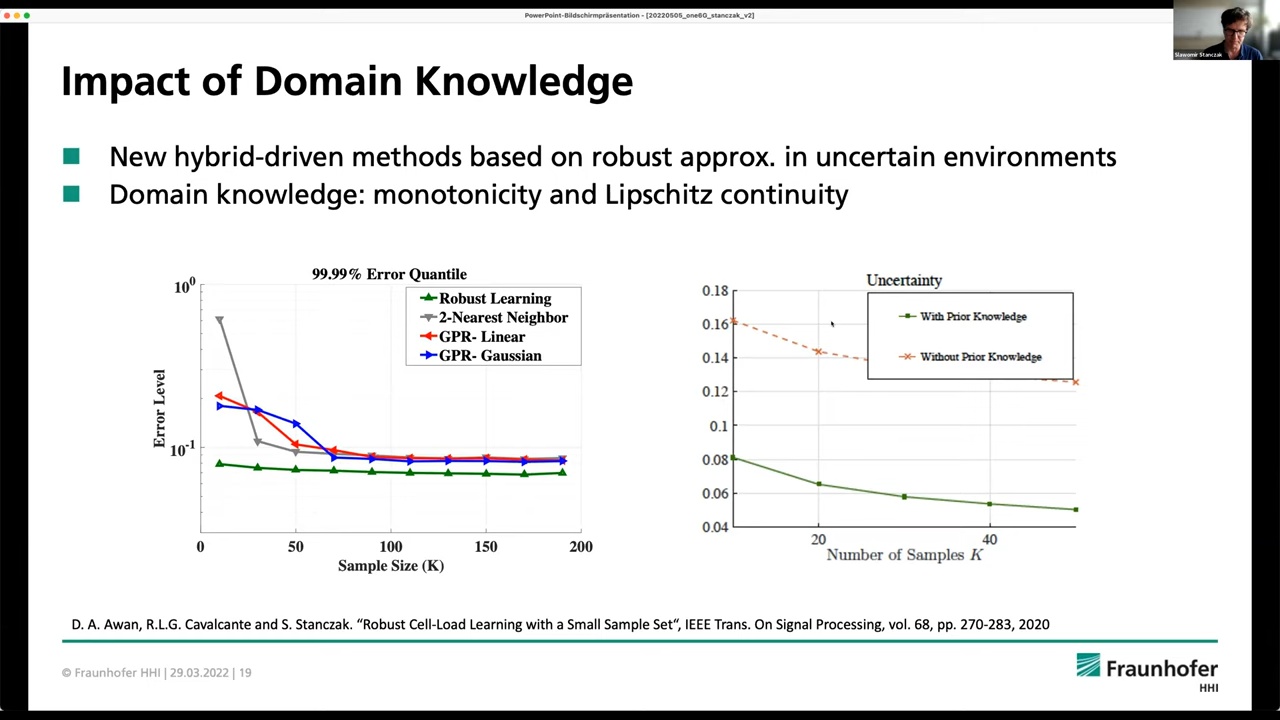 PowerPoint-Bildschirmpräsentation - [20220505_one6G_stanczak_v2]
Slawomir Stanczak
Impact of Domain Knowledge
New hybrid-driven methods based on robust approx. in uncertain environments
Domain knowledge: monotonicity and Lipschitz continuity
99.99% Error Quantile
10^0
10^-1
Error Level
Robust Learning
2-Nearest Neighbor
GPR- Linear
GPR- Gaussian
0 50 100 150 200
Sample Size (K)
Uncertainty
0.18
0.16
0.14
0.12
0.1
0.08
0.06
0.04
With Prior Knowledge
Without Prior Knowledge
20 40
Number of Samples K
D. A. Awan, R.L.G. Cavalcante and S. Stanczak. “Robust Cell-Load Learning with a Small Sample Set“, IEEE Trans. On Signal Processing, vol. 68, pp. 270-283, 2020
© Fraunhofer HHI | 29.03.2022 | 19
Fraunhofer
HHI